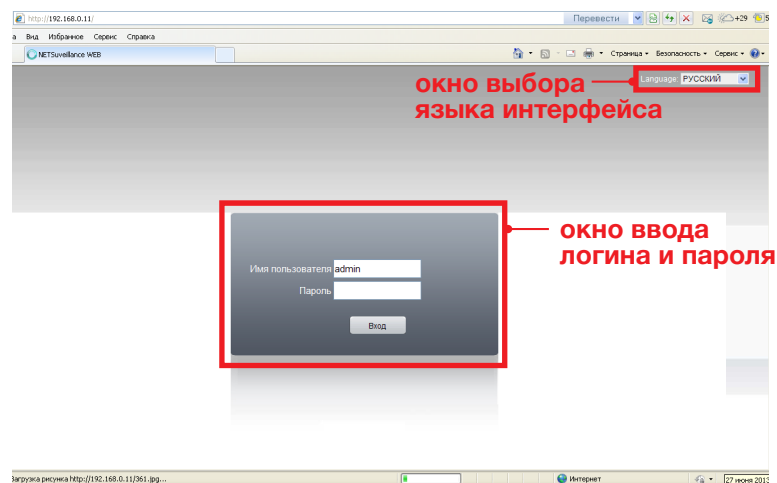 http://192.168.0.11/
Перевести
+29
а Вид Избранное Сервис Справка
NETSuveillance WEB
Страница Безопасность Сервис
Language: РУССКИЙ
окно выбора
языка интерфейса
окно ввода
логина и пароля
Имя пользователя admin
Пароль
Вход
Загрузка рисунка http://192.168.0.11/361.jpg...
Интернет
27 июня 2013